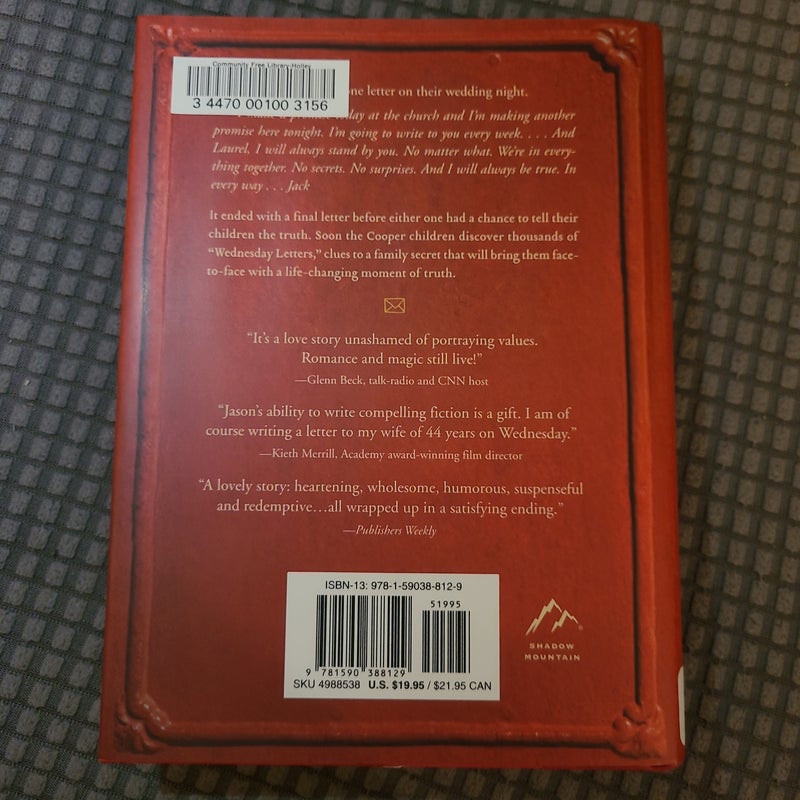 Community Free Library-Holley
3 4470 00100 3156
one letter on their wedding night.
day at the church and I'm making another
promise here tonight. I'm going to write to you every week. . . . And
Laurel, I will always stand by you. No matter what. We're in every-
thing together. No secrets. No surprises. And I will always be true. In
every way . . . Jack
It ended with a final letter before either one had a chance to tell their
children the truth. Soon the Cooper children discover thousands of
“Wednesday Letters,” clues to a family secret that will bring them face-
to-face with a life-changing moment of truth.
“It's a love story unashamed of portraying values.
Romance and magic still live!”
—Glenn Beck, talk-radio and CNN host
“Jason's ability to write compelling fiction is a gift. I am of
course writing a letter to my wife of 44 years on Wednesday.”
—Kieth Merrill, Academy award-winning film director
“A lovely story: heartening, wholesome, humorous, suspenseful
and redemptive…all wrapped up in a satisfying ending.”
—Publishers Weekly
ISBN-13: 978-1-59038-812-9
51995
9 781590 388129
SKU 4988538 U.S. $19.95 / $21.95 CAN
SHADOW
MOUNTAIN